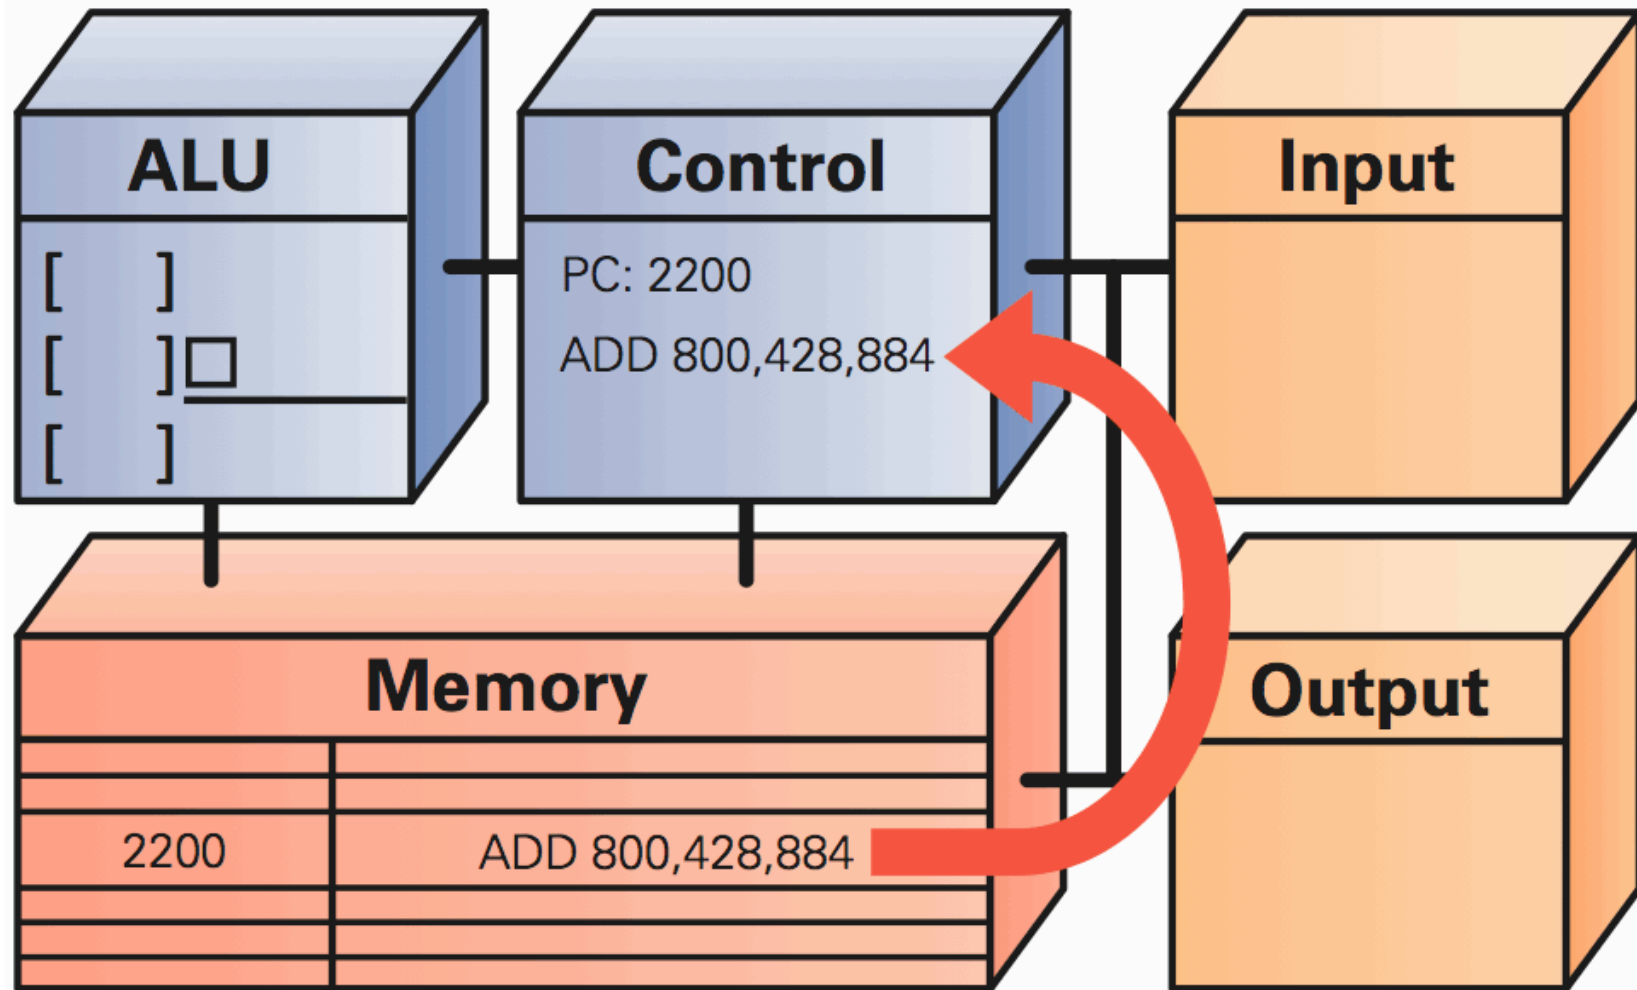 ALU
[ ]
[ ]
[ ]
Control
PC: 2200
ADD 800,428,884
Input
Memory
2200 ADD 800,428,884
Output